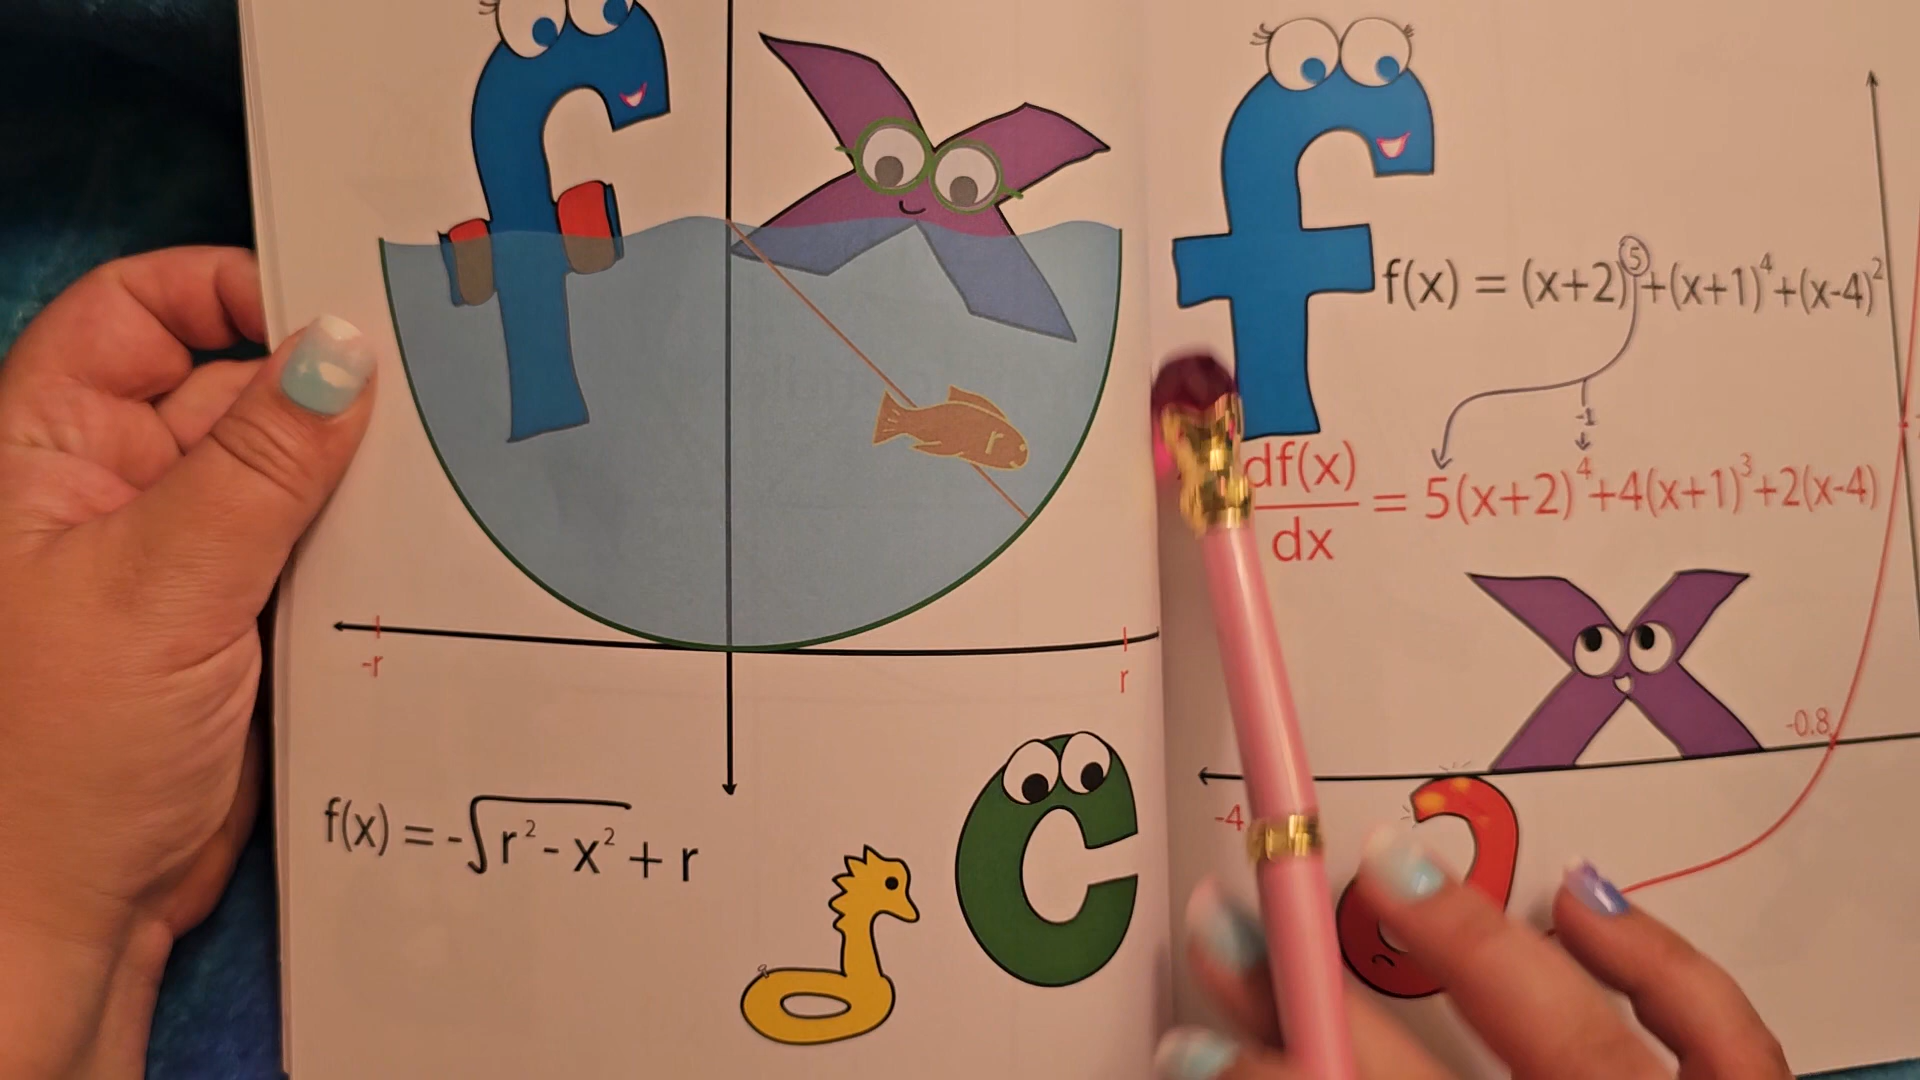 r
-r
r
f(x) = -√r²-x² + r
f(x) = (x+2)⁵+(x+1)⁴+(x-4)²
-1
df(x)/dx = 5(x+2)⁴+4(x+1)³+2(x-4)
-0.8
-4